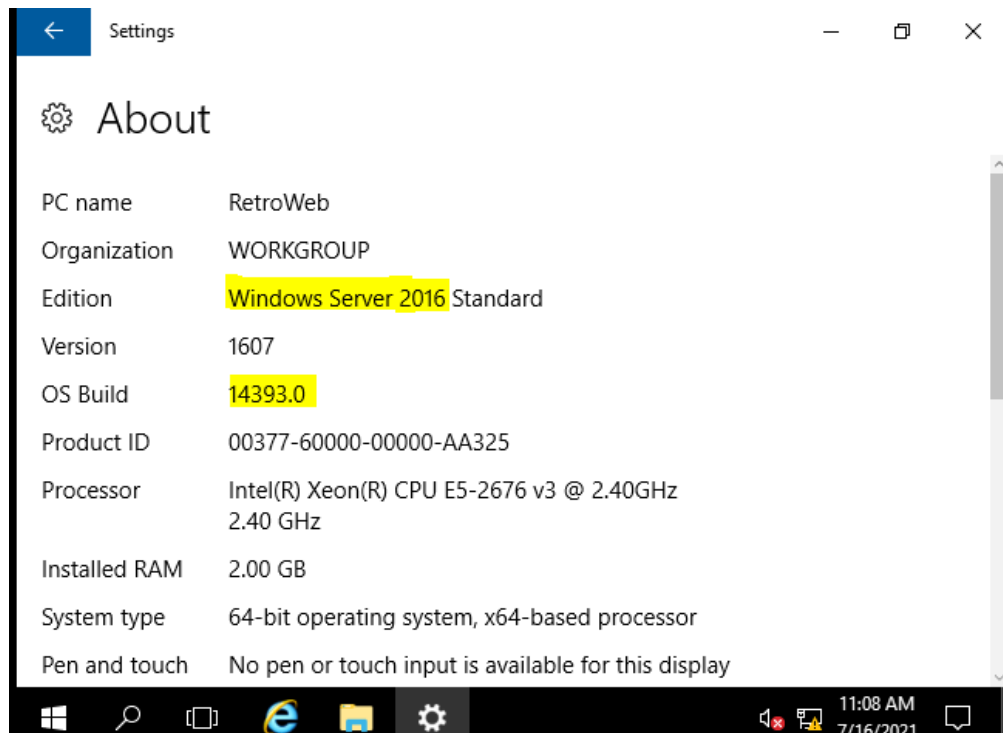 Settings
About
PC name RetroWeb
Organization WORKGROUP
Edition Windows Server 2016 Standard
Version 1607
OS Build 14393.0
Product ID 00377-60000-00000-AA325
Processor Intel(R) Xeon(R) CPU E5-2676 v3 @ 2.40GHz
2.40 GHz
Installed RAM 2.00 GB
System type 64-bit operating system, x64-based processor
Pen and touch No pen or touch input is available for this display
11:08 AM
7/16/2021